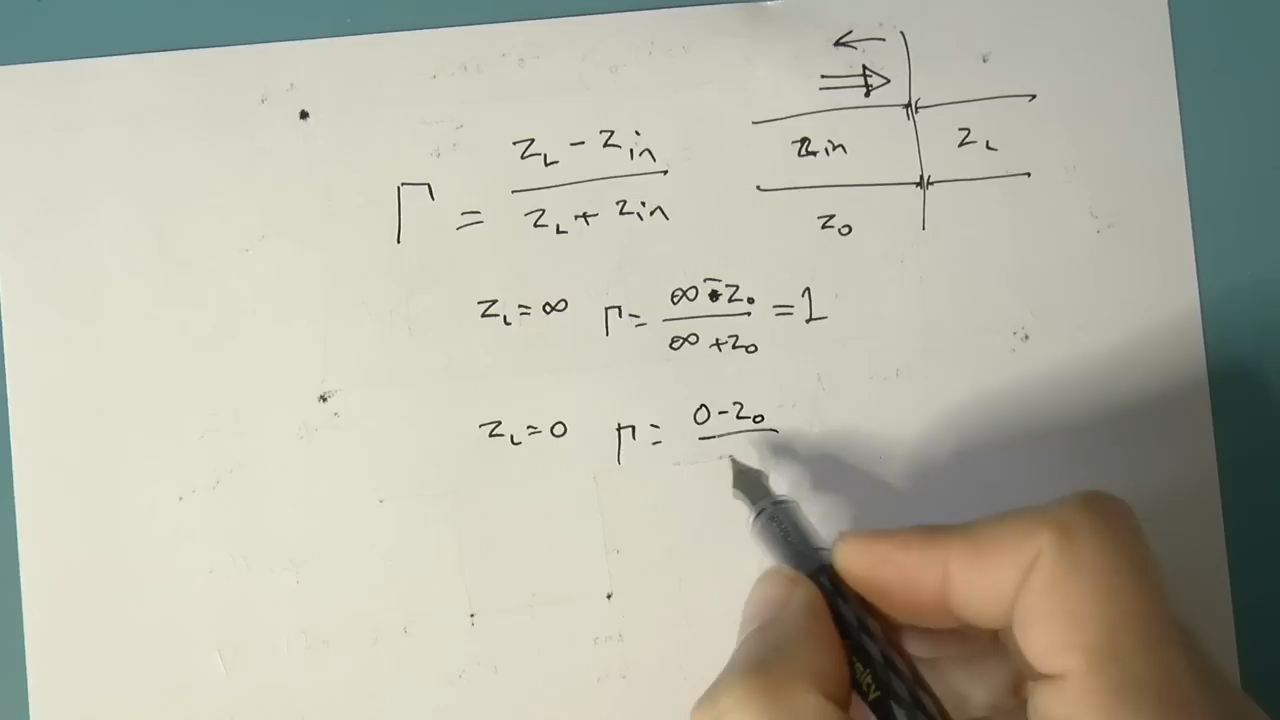 Γ = (Z_L - Z_in) / (Z_L + Z_in)
Z_in Z_L
Z_0
Z_L = ∞ Γ = (∞ - Z_0) / (∞ + Z_0) = 1
Z_L = 0 Γ = 0 - Z_0